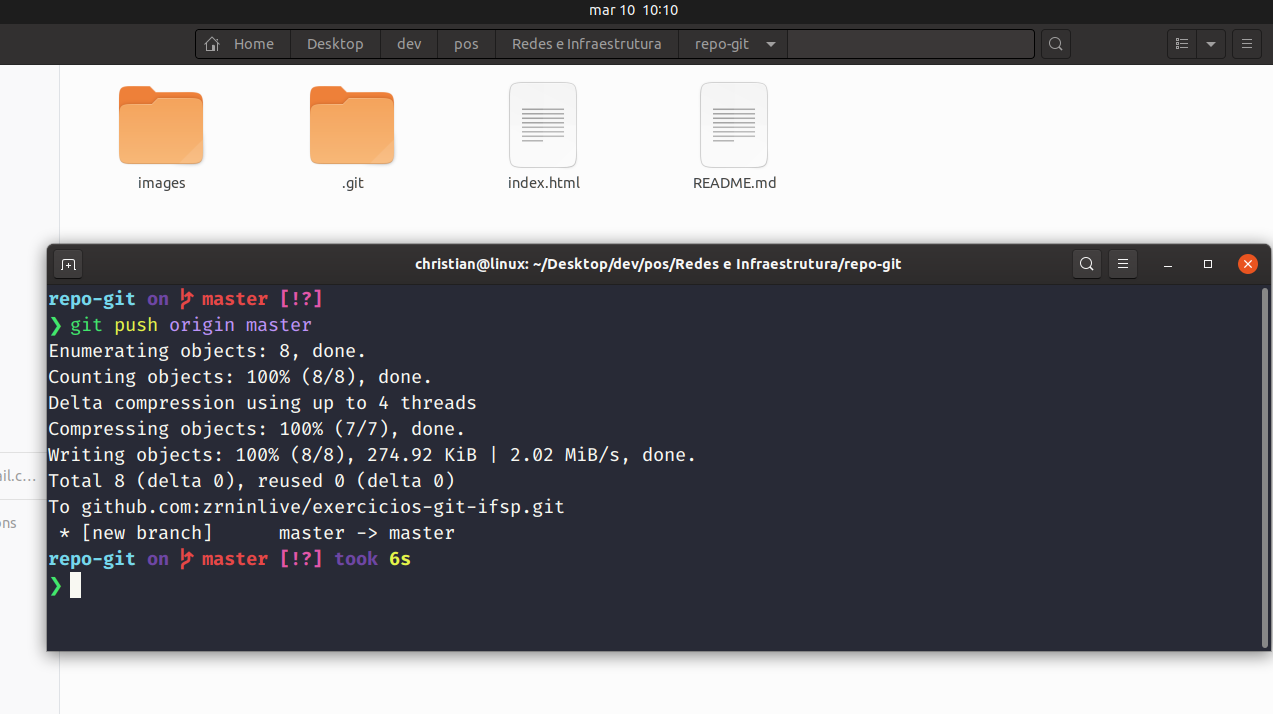 mar 10 10:10
Home Desktop dev pos Redes e Infraestrutura repo-git
images .git index.html README.md
christian@linux: ~/Desktop/dev/pos/Redes e Infraestrutura/repo-git
repo-git on master [!?]
❯ git push origin master
Enumerating objects: 8, done.
Counting objects: 100% (8/8), done.
Delta compression using up to 4 threads
Compressing objects: 100% (7/7), done.
Writing objects: 100% (8/8), 274.92 KiB | 2.02 MiB/s, done.
Total 8 (delta 0), reused 0 (delta 0)
To github.com:zrninlive/exercicios-git-ifsp.git
 * [new branch]      master -> master
repo-git on master [!?] took 6s
❯